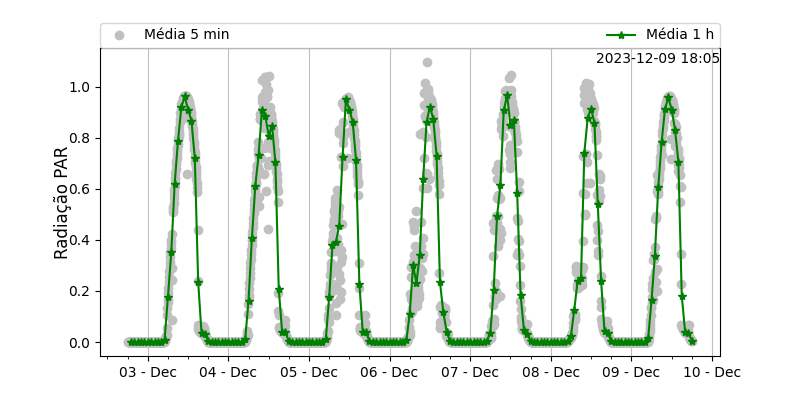 Média 5 min
Média 1 h
2023-12-09 18:05
Radiação PAR
1.0
0.8
0.6
0.4
0.2
0.0
03 - Dec
04 - Dec
05 - Dec
06 - Dec
07 - Dec
08 - Dec
09 - Dec
10 - Dec